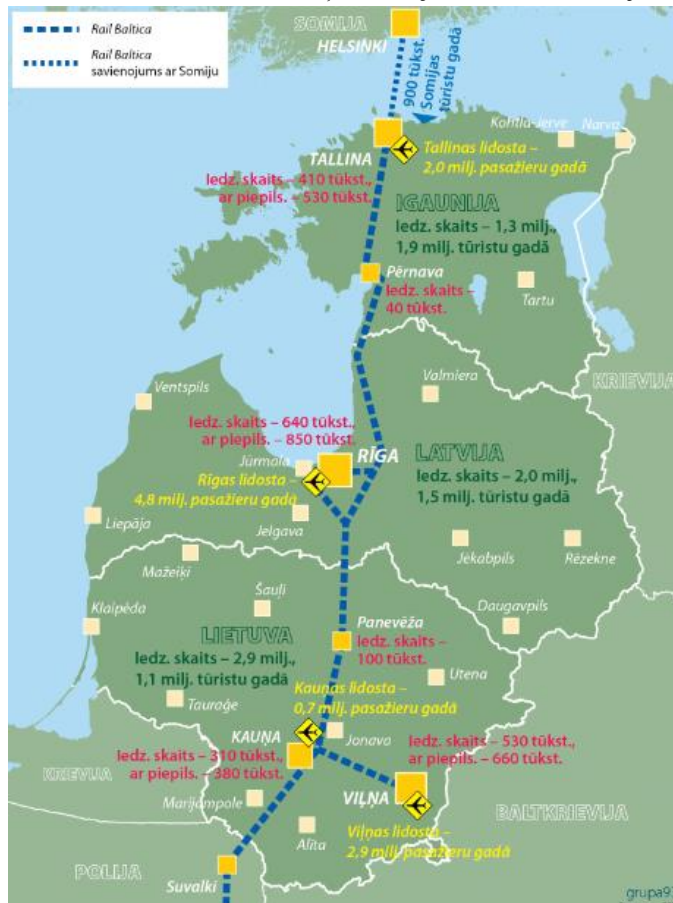 Rail Baltica
Rail Baltica
savienojums ar Somiju
SOMIJA
HELSINKI
900 tūkst.
Somijas
tūristu gadā
Kohtla-Jerve
Narva
TALLINA
Tallinas lidosta –
2,0 milj. pasažieru gadā
Iedz. skaits – 410 tūkst.,
ar piepils. – 530 tūkst.
IGAUNIJA
Iedz. skaits – 1,3 milj.,
1,9 milj. tūristu gadā
Pērnava
Iedz. skaits –
40 tūkst.
Tartu
KRIEVIJA
Ventspils
Valmiera
Iedz. skaits – 640 tūkst.,
ar piepils. – 850 tūkst.
Jūrmala
RĪGA
LATVIJA
Iedz. skaits – 2,0 milj.,
1,5 milj. tūristu gadā
Rīgas lidosta –
4,8 milj. pasažieru gadā
Liepāja
Jelgava
Jēkabpils
Rēzekne
Mažeiķi
Šauļi
Klaipēda
Daugavpils
LIETUVA
Iedz. skaits – 2,9 milj.,
1,1 milj. tūristu gadā
Panevēža
Iedz. skaits –
100 tūkst.
Utena
Tauraģe
Kauņas lidosta –
0,7 milj. pasažieru gadā
KAUŅA
Jonava
Iedz. skaits – 310 tūkst.,
ar piepils. – 380 tūkst.
Iedz. skaits – 530 tūkst.,
ar piepils. – 660 tūkst.
KRIEVIJA
Marijampole
VIĻŅA
BALTKRIEVIJA
Alīta
Viļņas lidosta –
2,9 milj. pasažieru gadā
POLIJA
Suvalki
grupa93